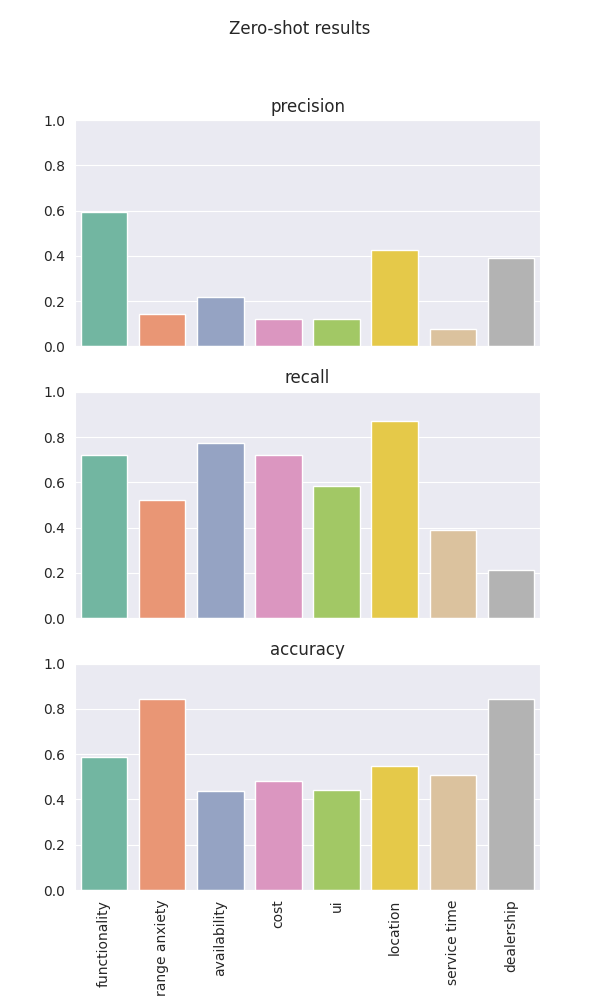 Zero-shot results
precision
1.0
0.8
0.6
0.4
0.2
0.0
recall
1.0
0.8
0.6
0.4
0.2
0.0
accuracy
1.0
0.8
0.6
0.4
0.2
0.0
functionality
range anxiety
availability
cost
ui
location
service time
dealership